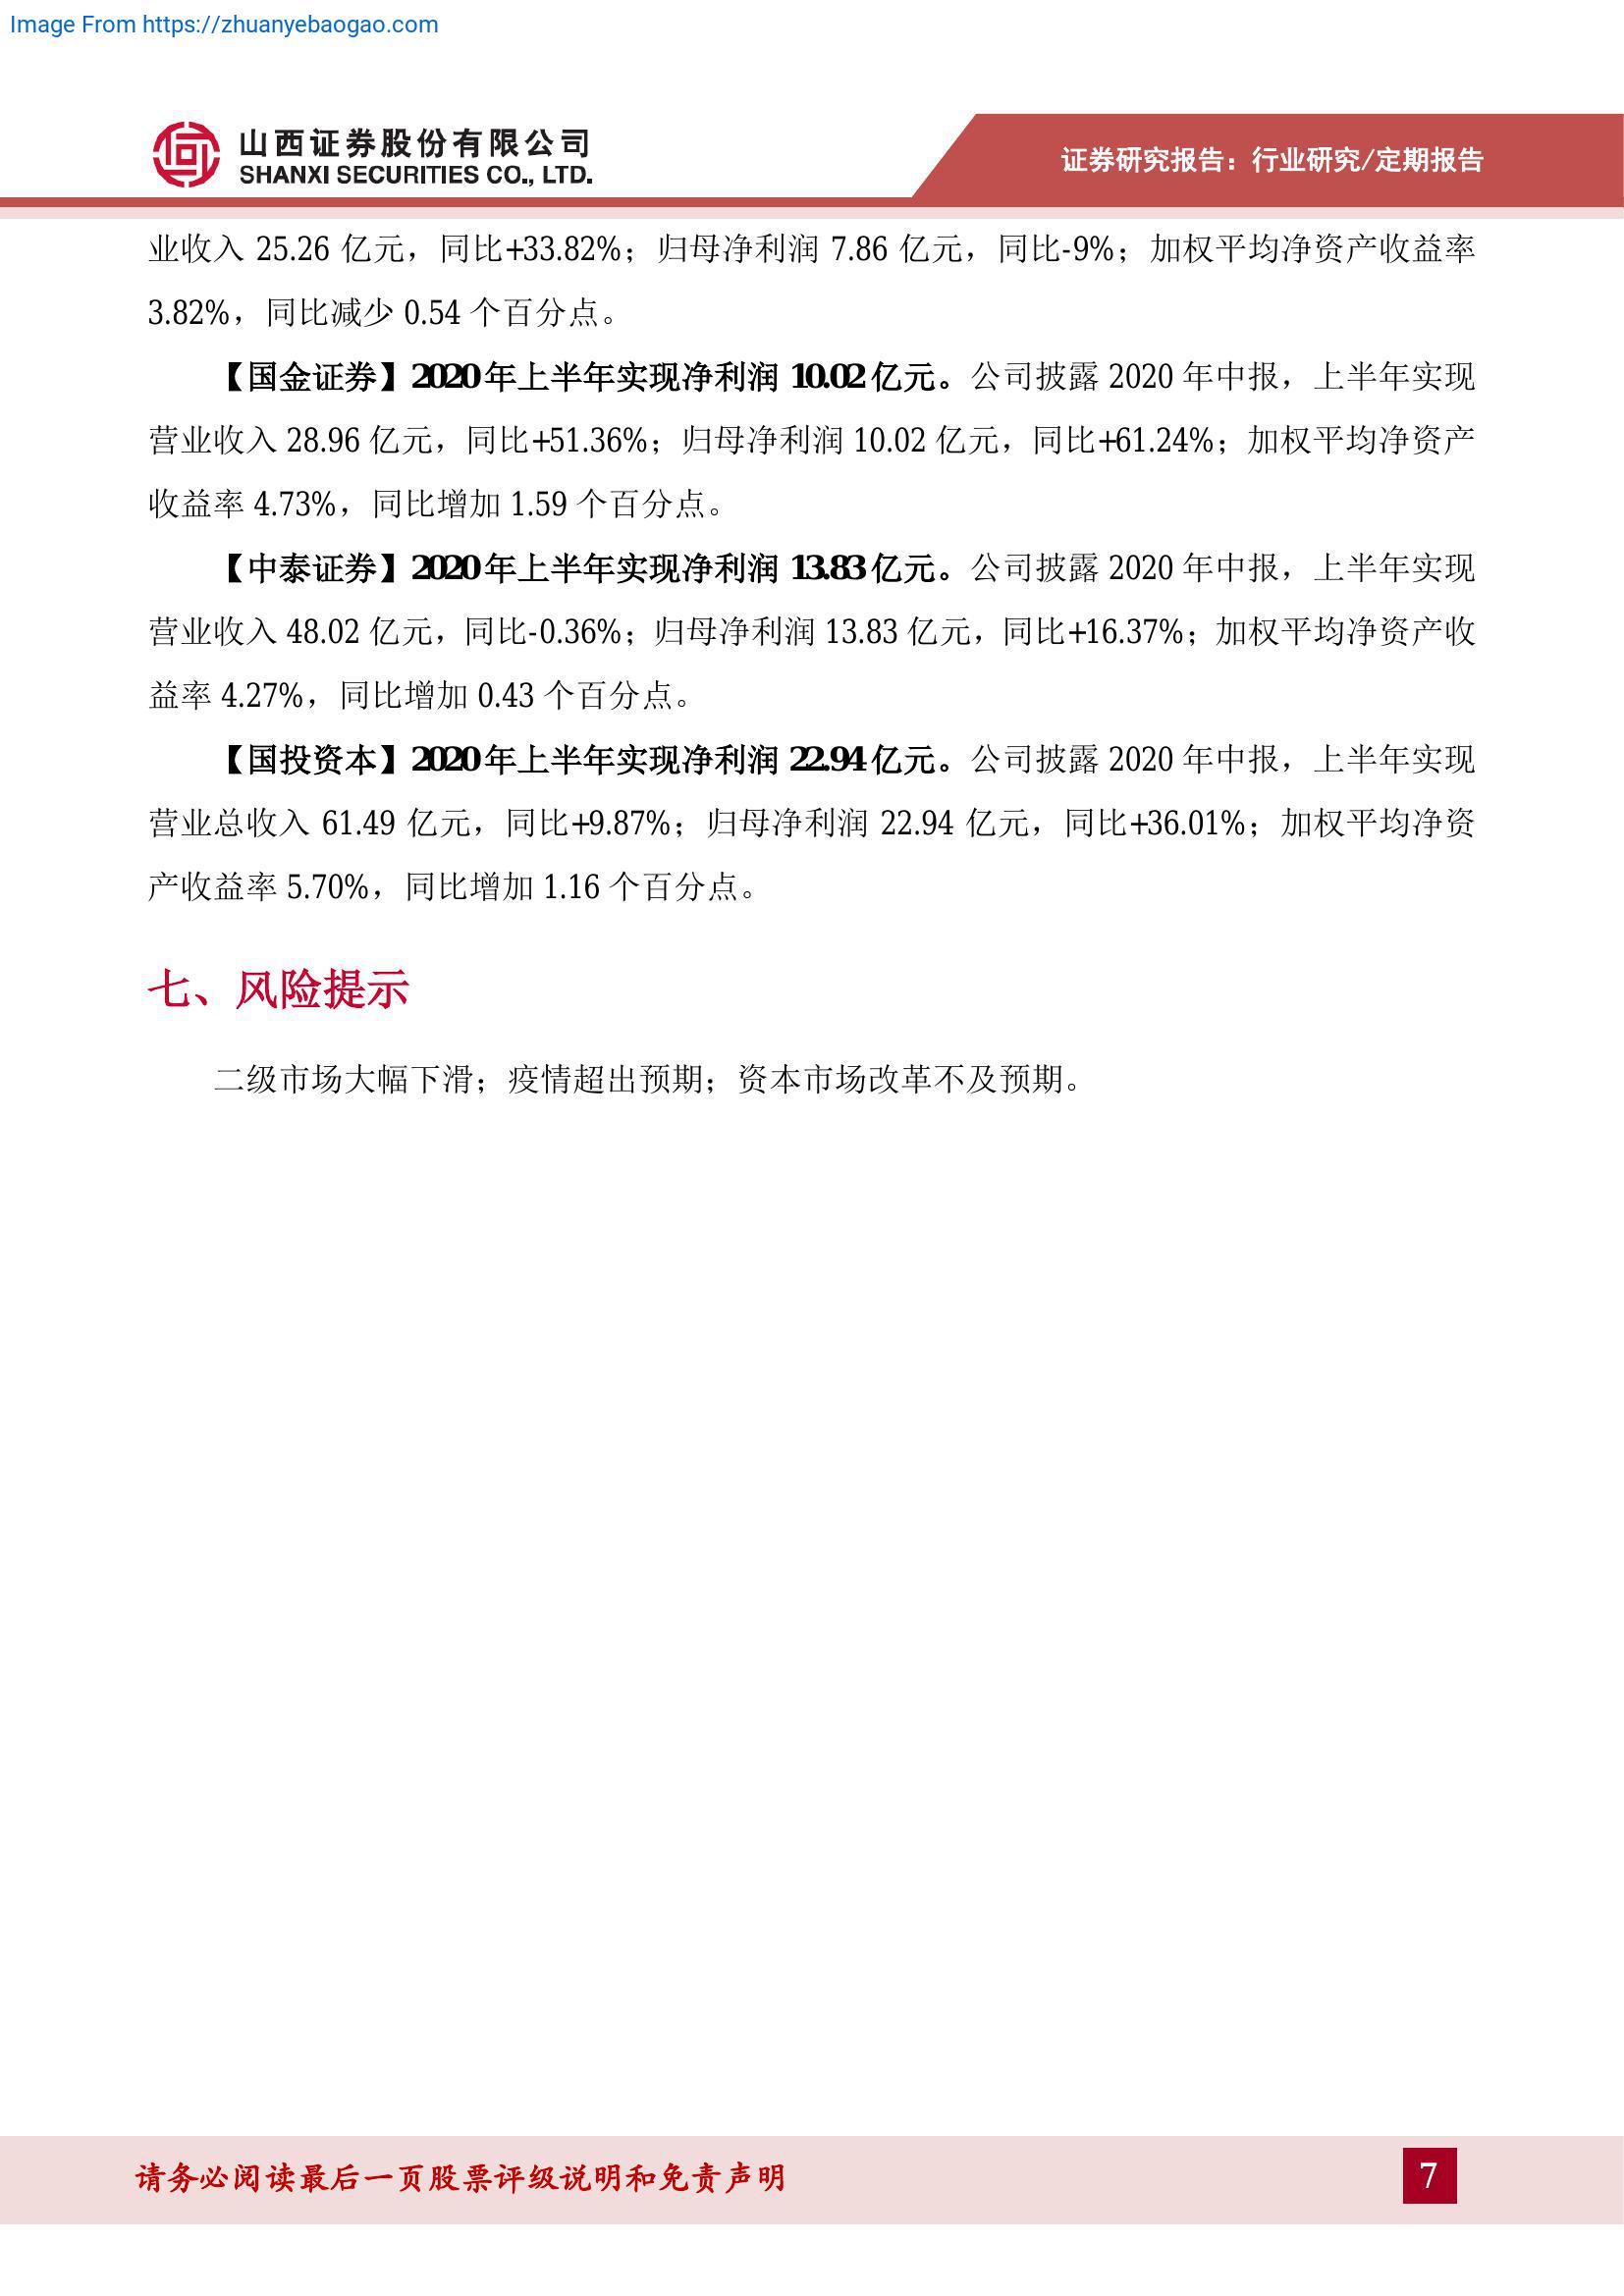 Image From https://zhuanyebaogao.com
山西证券股份有限公司
SHANXI SECURITIES CO., LTD.
证券研究报告：行业研究/定期报告
业收入 25.26 亿元，同比+33.82%；归母净利润 7.86 亿元，同比-9%；加权平均净资产收益率
3.82%，同比减少 0.54 个百分点。
【国金证券】2020 年上半年实现净利润 10.02 亿元。公司披露 2020 年中报，上半年实现
营业收入 28.96 亿元，同比+51.36%；归母净利润 10.02 亿元，同比+61.24%；加权平均净资产
收益率 4.73%，同比增加 1.59 个百分点。
【中泰证券】2020 年上半年实现净利润 13.83 亿元。公司披露 2020 年中报，上半年实现
营业收入 48.02 亿元，同比-0.36%；归母净利润 13.83 亿元，同比+16.37%；加权平均净资产收
益率 4.27%，同比增加 0.43 个百分点。
【国投资本】2020 年上半年实现净利润 22.94 亿元。公司披露 2020 年中报，上半年实现
营业总收入 61.49 亿元，同比+9.87%；归母净利润 22.94 亿元，同比+36.01%；加权平均净资
产收益率 5.70%，同比增加 1.16 个百分点。
七、风险提示
二级市场大幅下滑；疫情超出预期；资本市场改革不及预期。
请务必阅读最后一页股票评级说明和免责声明
7